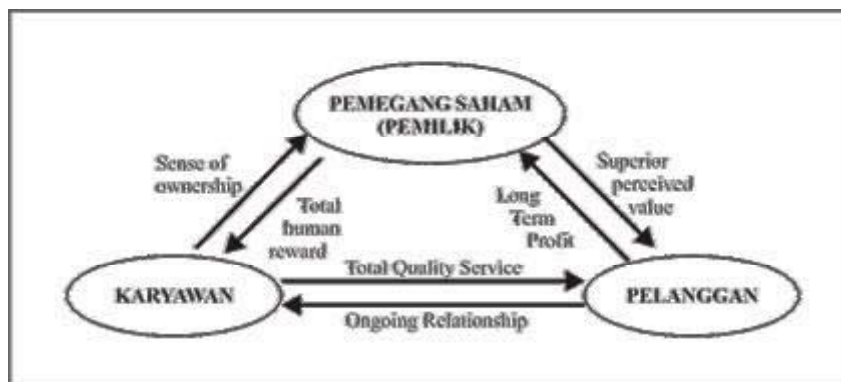 PEMEGANG SAHAM
(PEMILIK)
Sense of
ownership
Total
human
reward
Long
Term
Profit
Superior
perceived
value
KARYAWAN
Total Quality Service
PELANGGAN
Ongoing Relationship